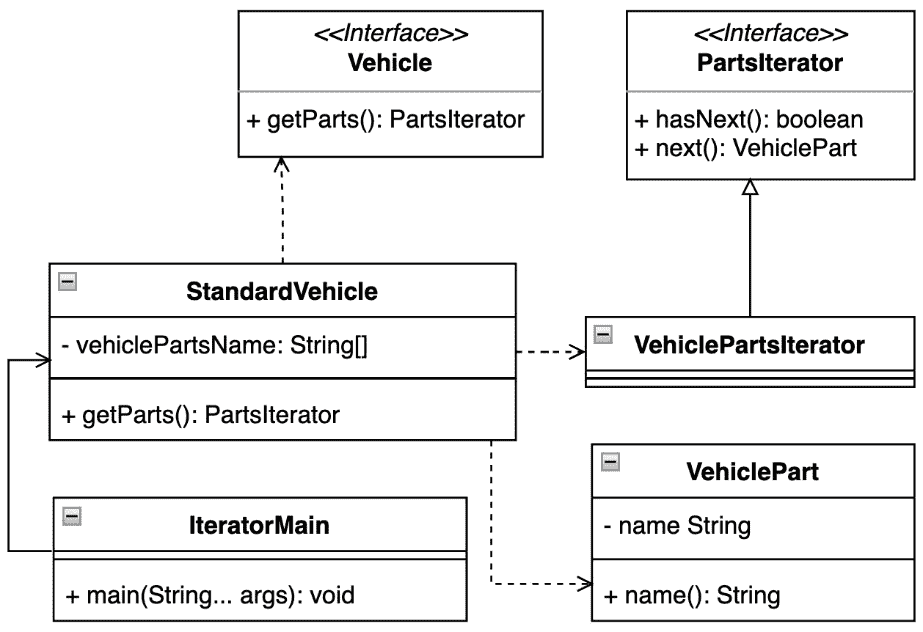 <<Interface>>
Vehicle
+ getParts(): PartsIterator
<<Interface>>
PartsIterator
+ hasNext(): boolean
+ next(): VehiclePart
StandardVehicle
- vehiclePartsName: String[]
+ getParts(): PartsIterator
VehiclePartsIterator
VehiclePart
- name String
+ name(): String
IteratorMain
+ main(String... args): void